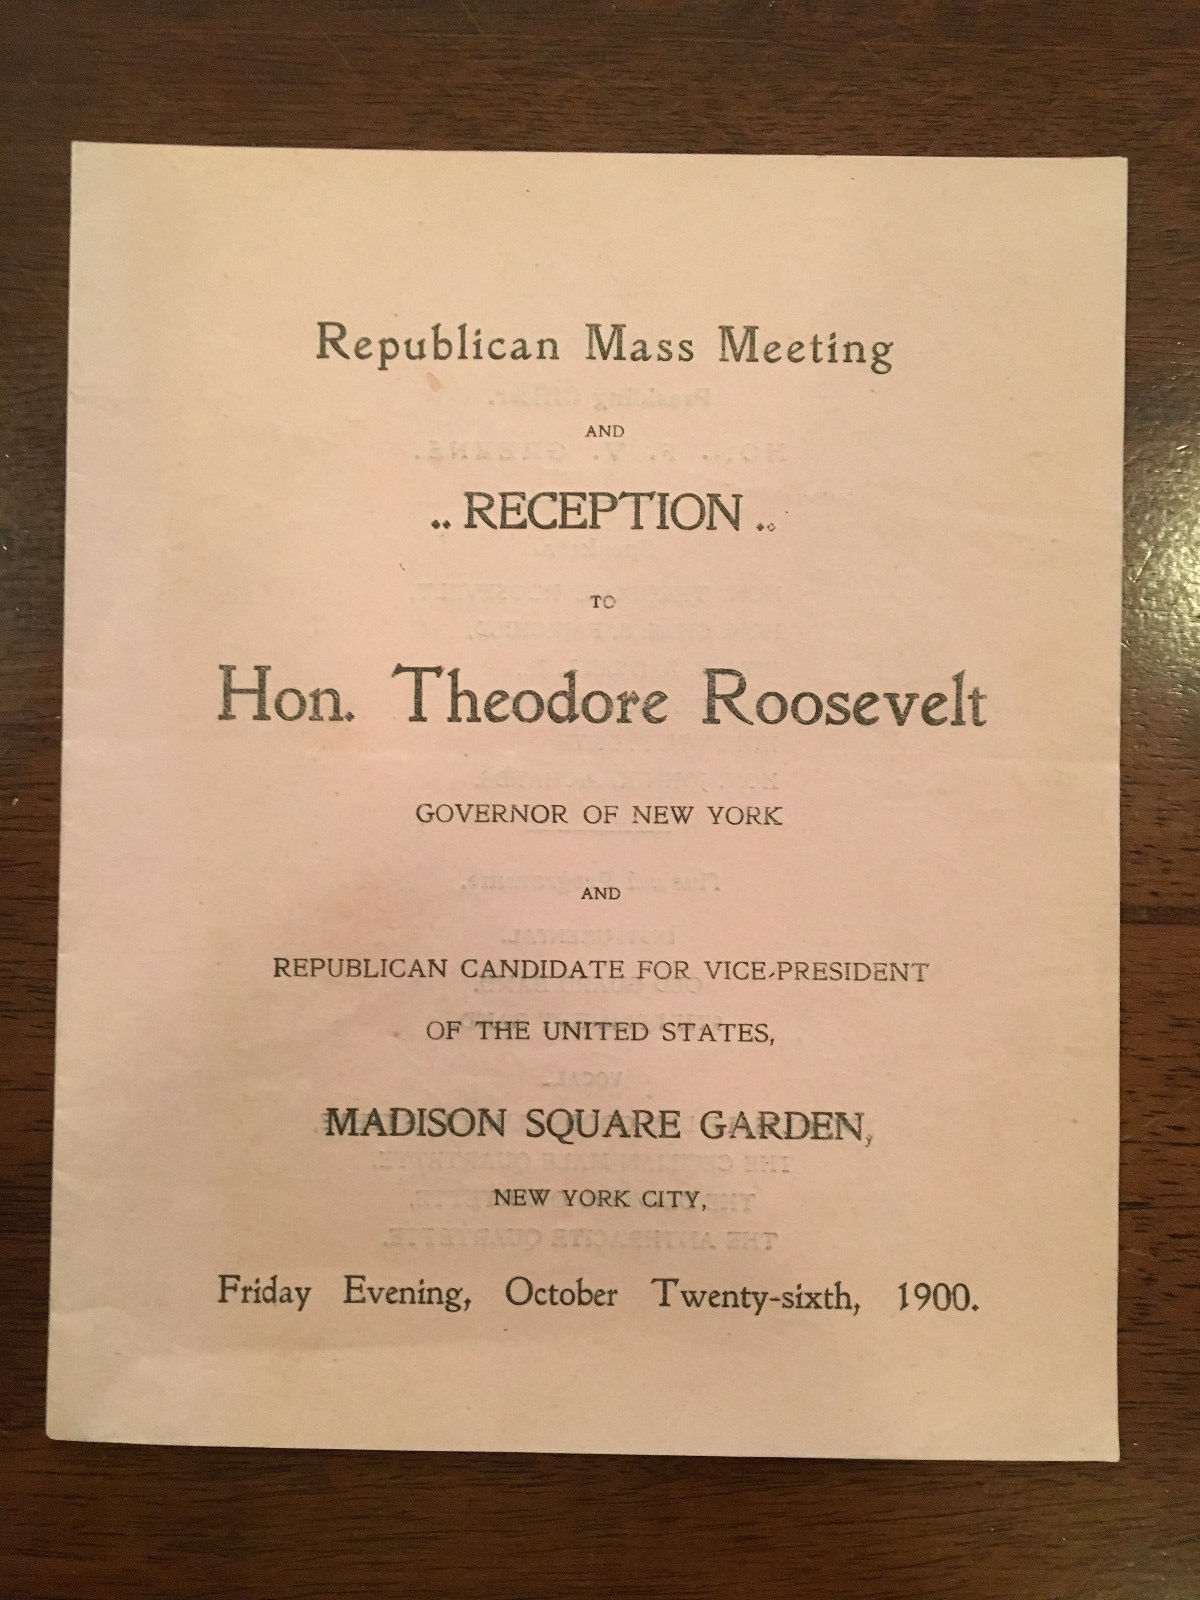 Republican Mass Meeting
AND
.. RECEPTION ..
TO
Hon. Theodore Roosevelt
GOVERNOR OF NEW YORK
AND
REPUBLICAN CANDIDATE FOR VICE-PRESIDENT
OF THE UNITED STATES,
MADISON SQUARE GARDEN,
NEW YORK CITY,
Friday Evening, October Twenty-sixth, 1900.